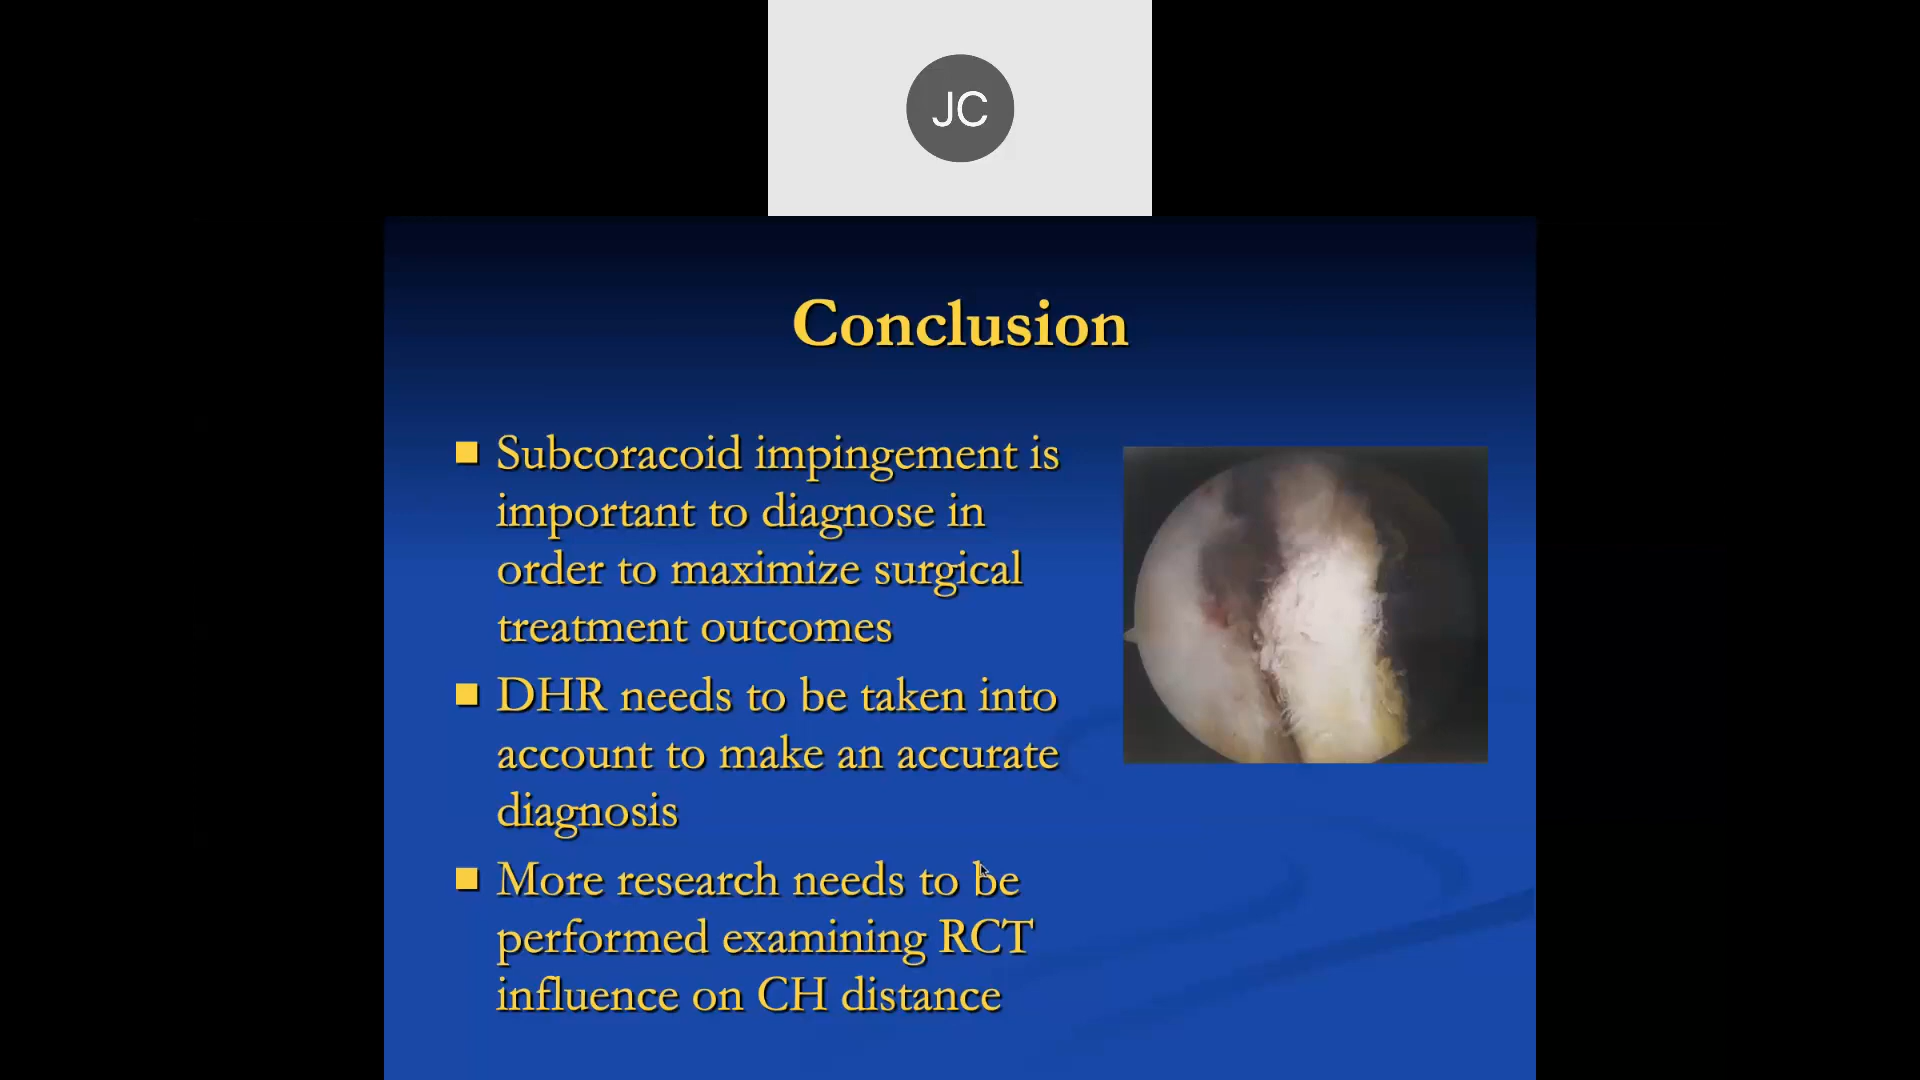 JC
Conclusion
Subcoracoid impingement is
important to diagnose in
order to maximize surgical
treatment outcomes
DHR needs to be taken into
account to make an accurate
diagnosis
More research needs to be
performed examining RCT
influence on CH distance